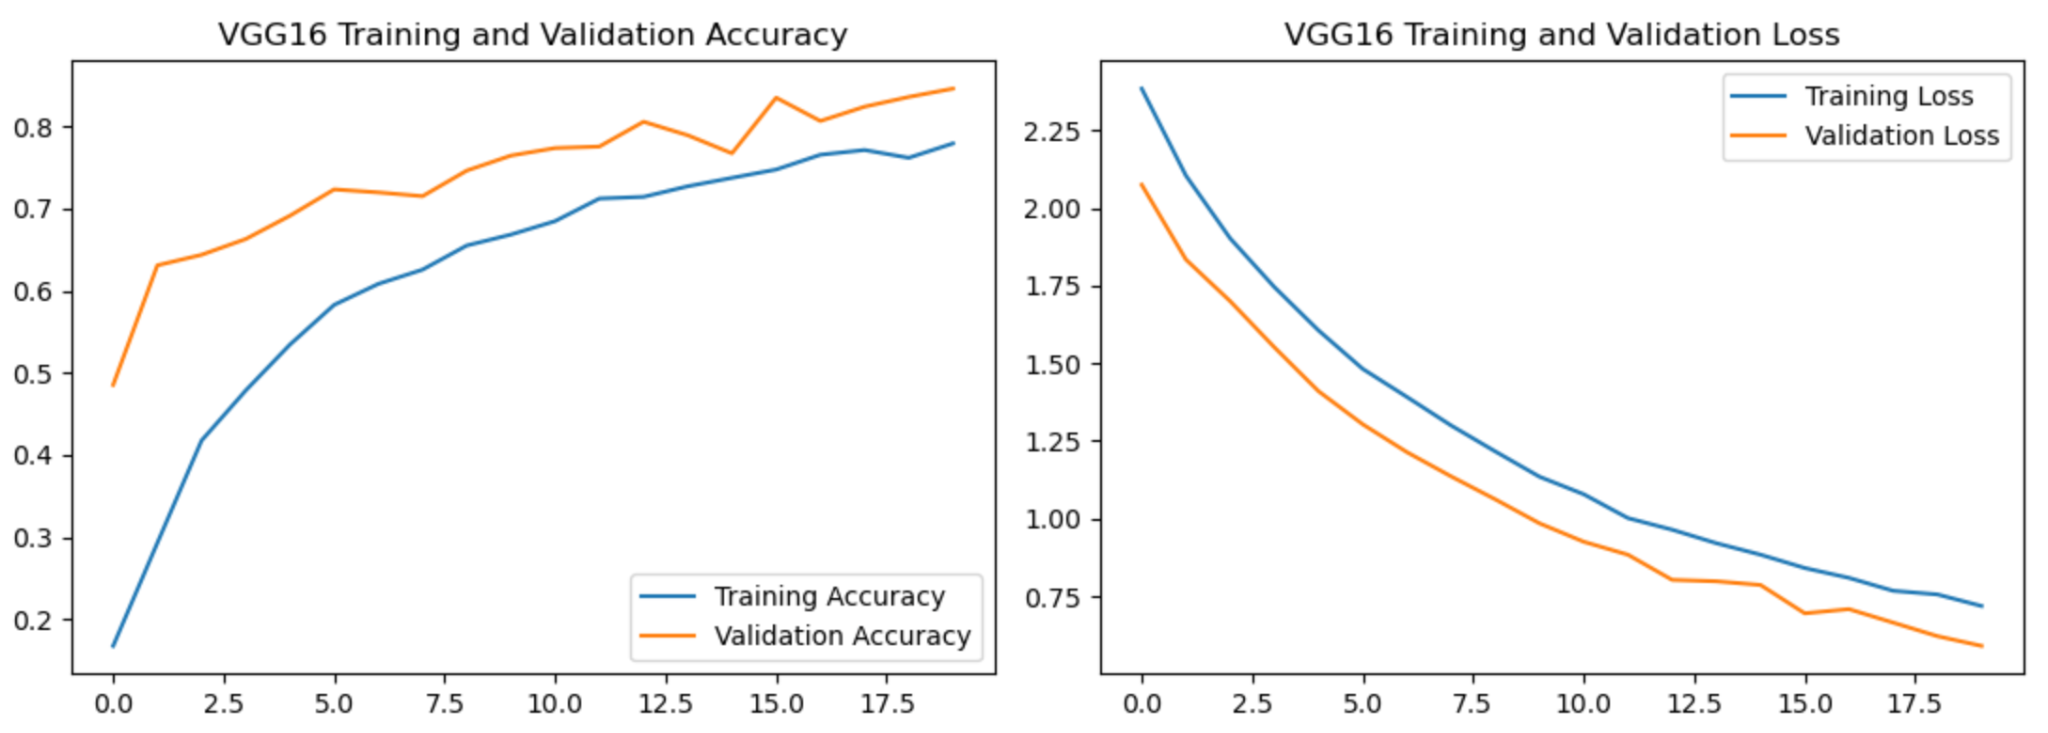 VGG16 Training and Validation Accuracy
0.8
0.7
0.6
0.5
0.4
0.3
0.2
Training Accuracy
Validation Accuracy
0.0 2.5 5.0 7.5 10.0 12.5 15.0 17.5
VGG16 Training and Validation Loss
2.25
2.00
1.75
1.50
1.25
1.00
0.75
Training Loss
Validation Loss
0.0 2.5 5.0 7.5 10.0 12.5 15.0 17.5